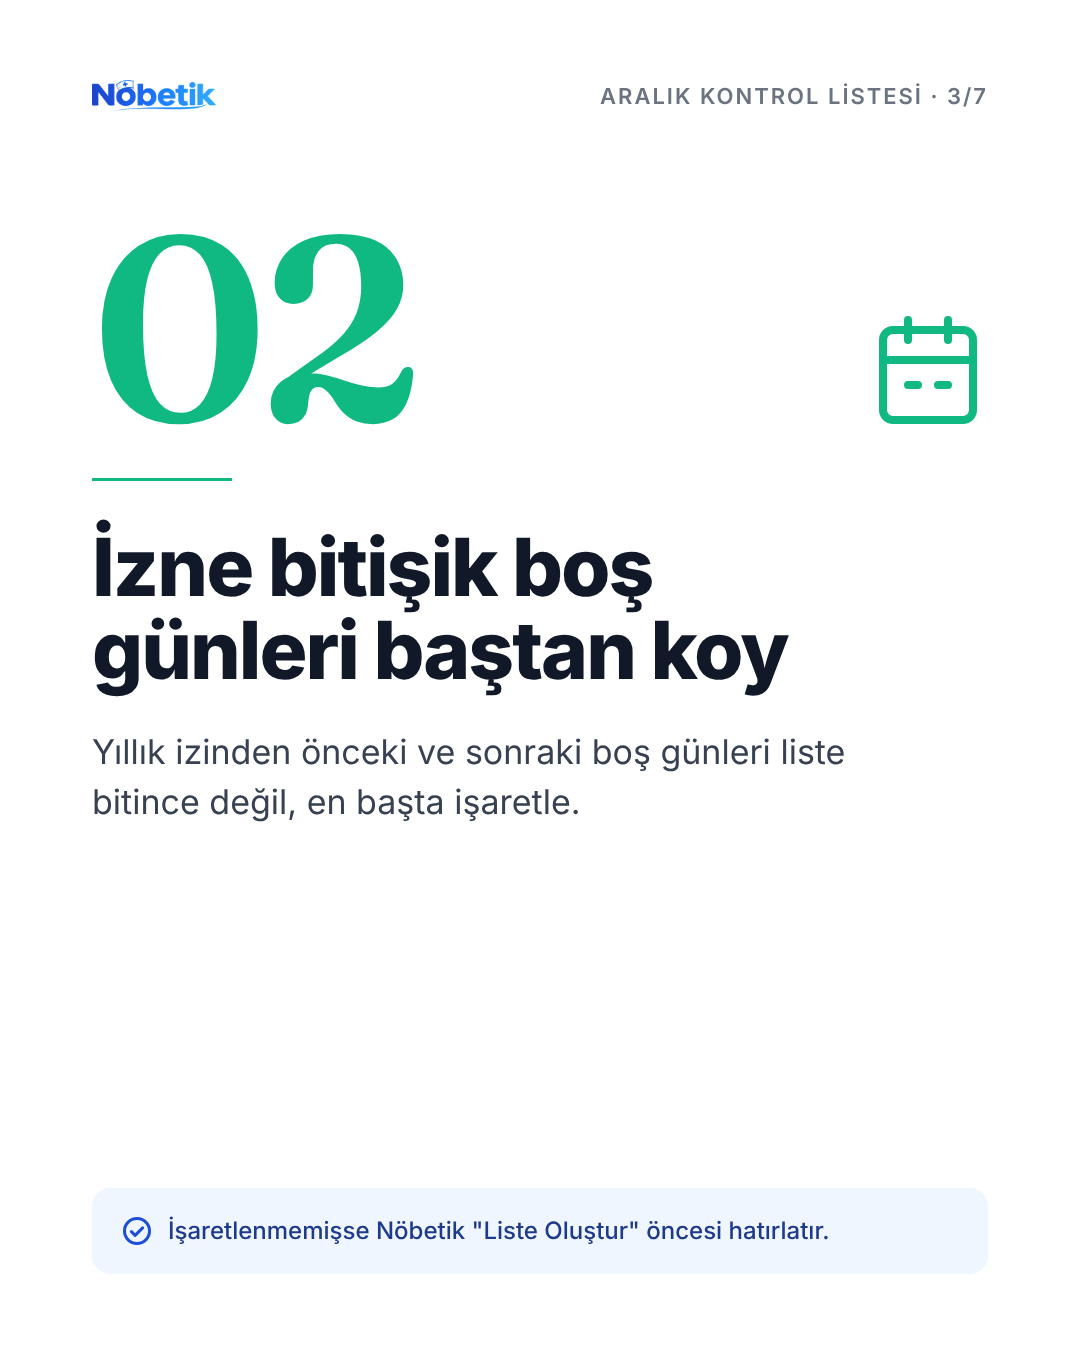 Nöbetik
ARALIK KONTROL LİSTESİ · 3/7
02
İzne bitişik boş
günleri baştan koy
Yıllık izinden önceki ve sonraki boş günleri liste
bitince değil, en başta işaretle.
İşaretlenmemişse Nöbetik "Liste Oluştur" öncesi hatırlatır.